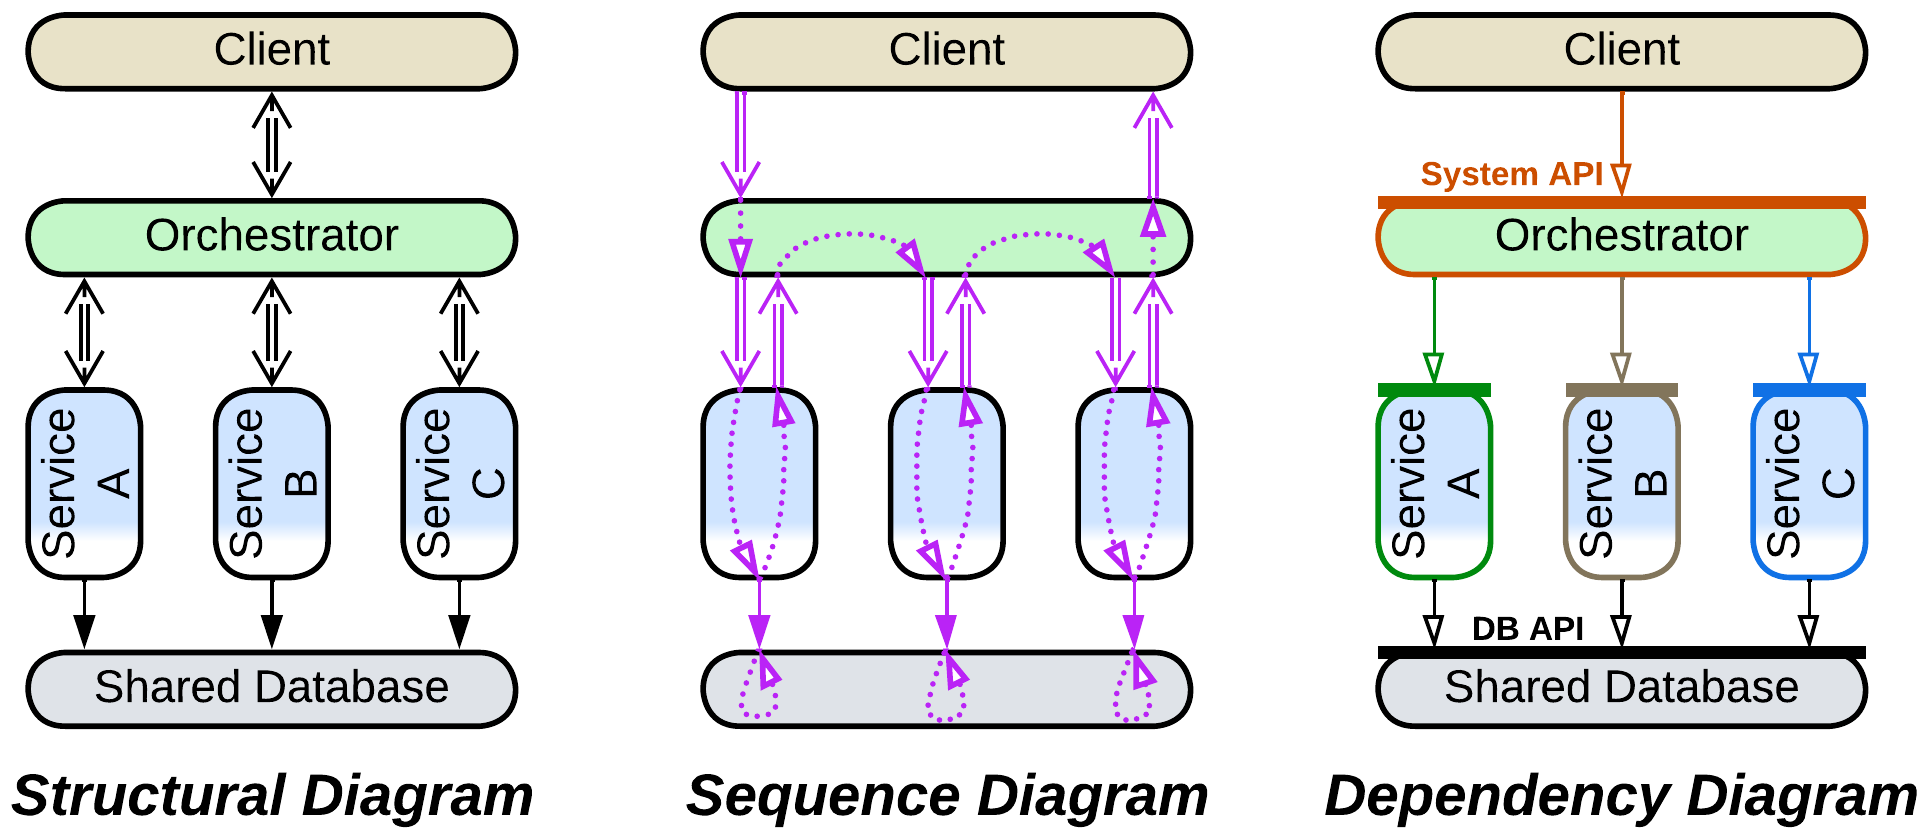 Client
Orchestrator
Service
A
Service
B
Service
C
Shared Database
Structural Diagram
Client
Sequence Diagram
Client
System API
Orchestrator
Service
A
Service
B
Service
C
DB API
Shared Database
Dependency Diagram